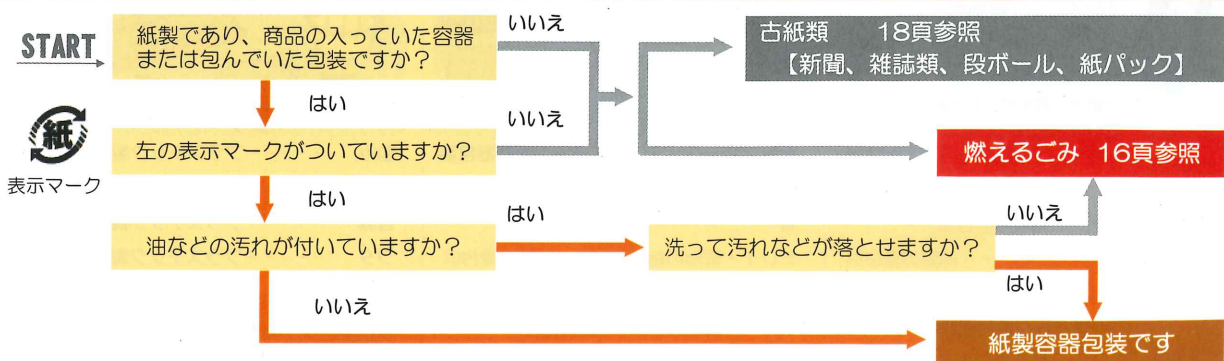 START
紙製であり、商品の入っていた容器
または包んでいた包装ですか?
いいえ
古紙類 18頁参照
【新聞、雑誌類、段ボール、紙パック】
はい
紙
表示マーク
左の表示マークがついていますか?
いいえ
燃えるごみ 16頁参照
はい
油などの汚れが付いていますか?
はい
洗って汚れなどが落とせますか?
いいえ
はい
いいえ
紙製容器包装です